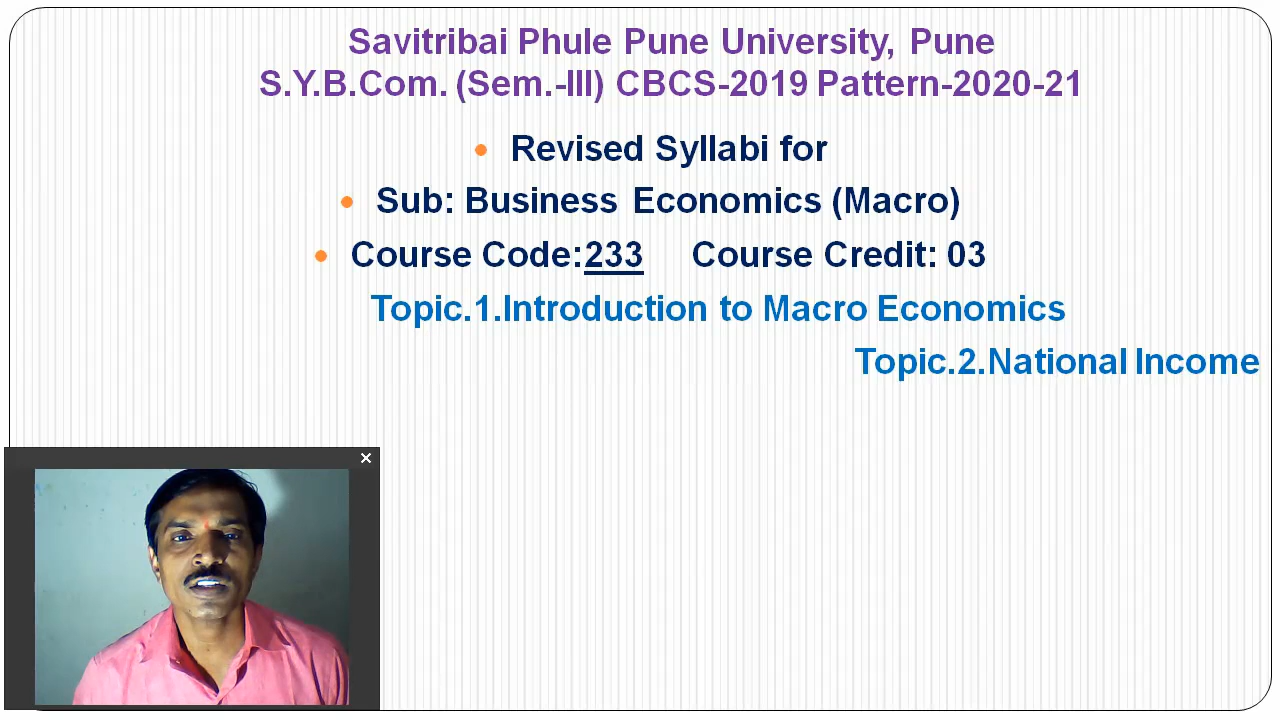 Savitribai Phule Pune University, Pune
S.Y.B.Com. (Sem.-III) CBCS-2019 Pattern-2020-21
• Revised Syllabi for
• Sub: Business Economics (Macro)
• Course Code:233 Course Credit: 03
Topic.1.Introduction to Macro Economics
Topic.2.National Income